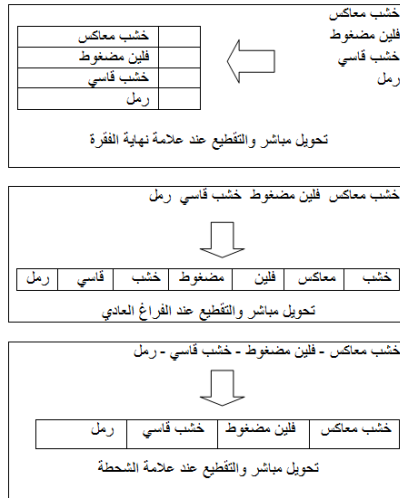 خشب معاكس
فلين مضغوط
خشب قاسي
رمل
خشب معاكس
فلين مضغوط
خشب قاسي
رمل
تحويل مباشر والتقطيع عند علامة نهاية الفقرة
خشب معاكس فلين مضغوط خشب قاسي رمل
خشب معاكس فلين مضغوط خشب قاسي رمل
تحويل مباشر والتقطيع عند الفراغ العادي
خشب معاكس - فلين مضغوط - خشب قاسي - رمل
خشب معاكس فلين مضغوط خشب قاسي رمل
تحويل مباشر والتقطيع عند علامة الشحطة